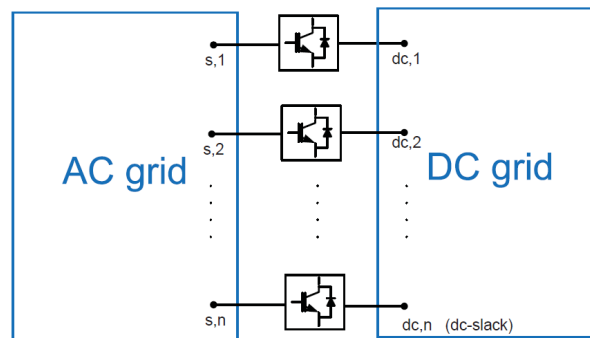 s,1
dc,1
s,2
dc,2
AC grid
DC grid
s,n
dc,n (dc-slack)